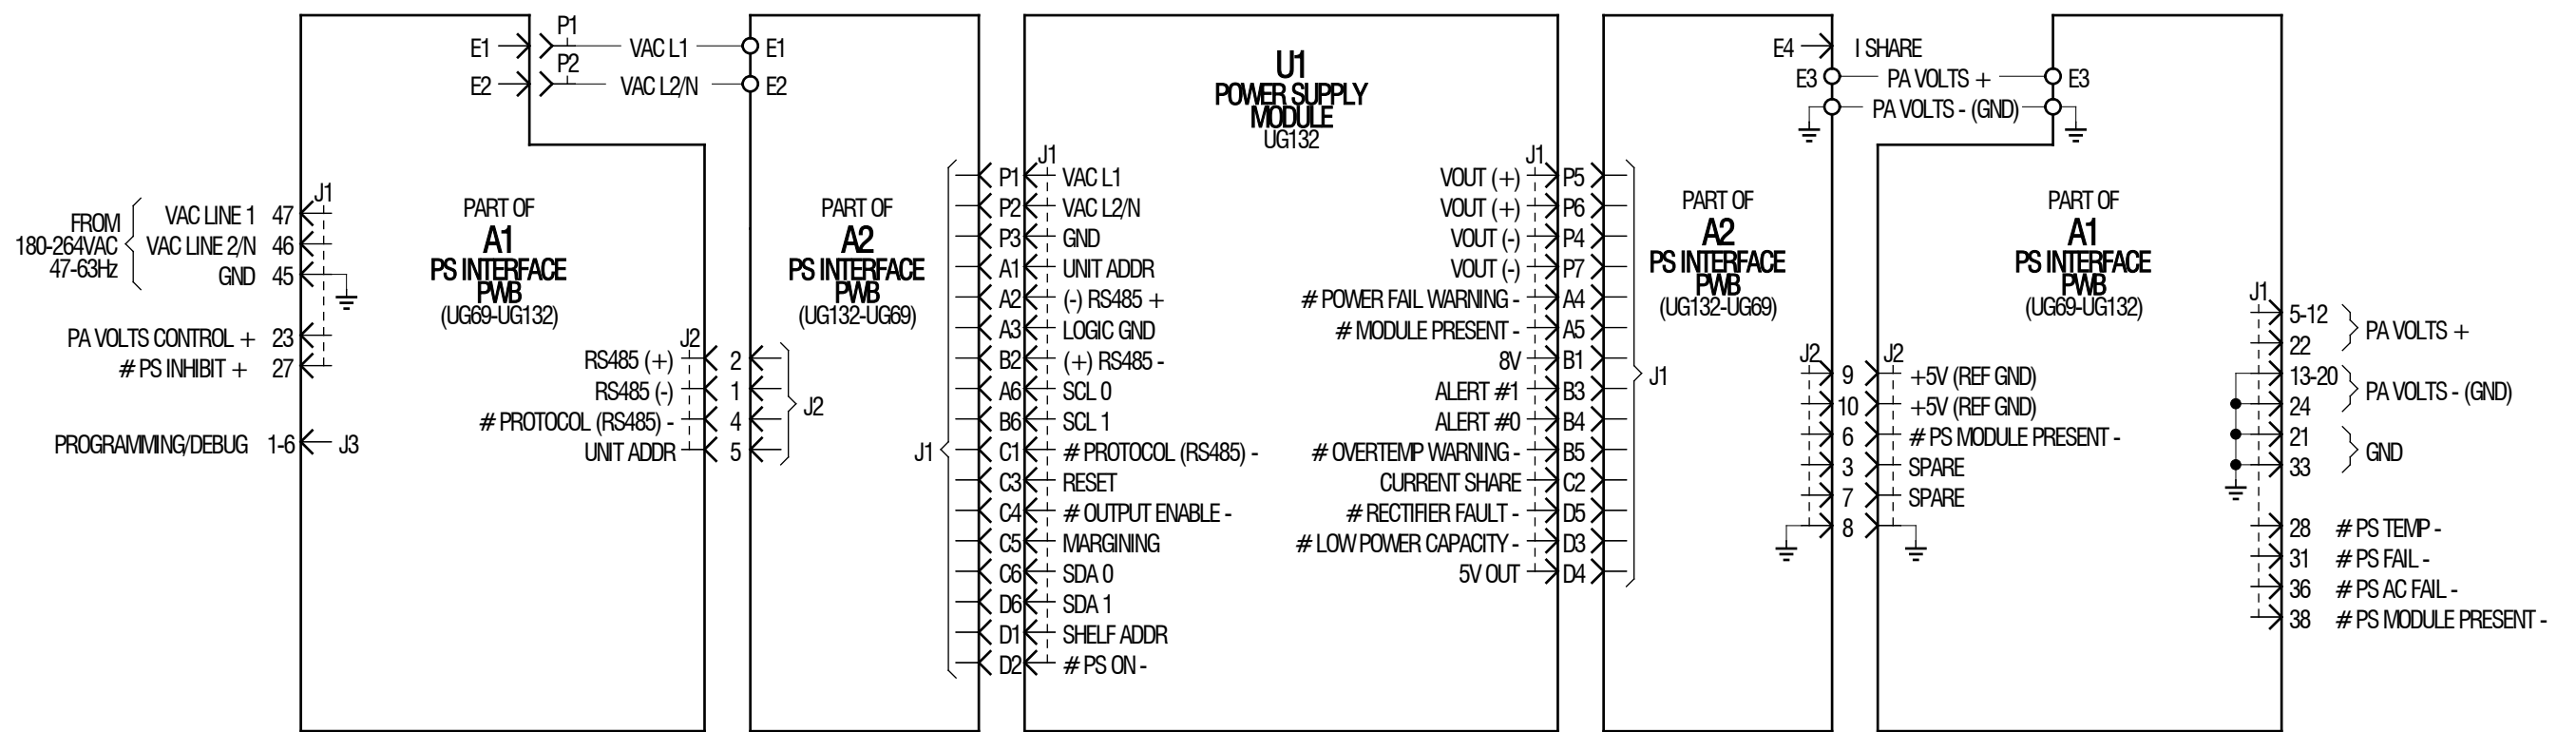 E1
P1
VAC L1
E1
E2
P2
VAC L2/N
E2
FROM
180-264VAC
47-63Hz
J1
VAC LINE 1 47
VAC LINE 2/N 46
GND 45
PA VOLTS CONTROL + 23
# PS INHIBIT + 27
PROGRAMMING/DEBUG 1-6 J3
PART OF
A1
PS INTERFACE
PWB
(UG69-UG132)
J2
RS485 (+) 2
RS485 (-) 1
# PROTOCOL (RS485) - 4
UNIT ADDR 5
J2
PART OF
A2
PS INTERFACE
PWB
(UG132-UG69)
J1
U1
POWER SUPPLY
MODULE
UG132
J1
P1 VAC L1
P2 VAC L2/N
P3 GND
A1 UNIT ADDR
A2 (-) RS485 +
A3 LOGIC GND
B2 (+) RS485 -
A6 SCL 0
B6 SCL 1
C1 # PROTOCOL (RS485) -
C3 RESET
C4 # OUTPUT ENABLE -
C5 MARGINING
C6 SDA 0
D6 SDA 1
D1 SHELF ADDR
D2 # PS ON -
J1
VOUT (+) P5
VOUT (+) P6
VOUT (-) P4
VOUT (-) P7
# POWER FAIL WARNING - A4
# MODULE PRESENT - A5
8V B1
ALERT #1 B3
ALERT #0 B4
# OVERTEMP WARNING - B5
CURRENT SHARE C2
# RECTIFIER FAULT - D5
# LOW POWER CAPACITY - D3
5V OUT D4
J1
E4 I SHARE
E3 PA VOLTS + E3
PA VOLTS - (GND)
PART OF
A2
PS INTERFACE
PWB
(UG132-UG69)
J2
J2
9 +5V (REF GND)
10 +5V (REF GND)
6 # PS MODULE PRESENT -
3 SPARE
7 SPARE
8
PART OF
A1
PS INTERFACE
PWB
(UG69-UG132)
J1
5-12
22
PA VOLTS +
13-20
24
PA VOLTS - (GND)
21
33
GND
28 # PS TEMP -
31 # PS FAIL -
36 # PS AC FAIL -
38 # PS MODULE PRESENT -